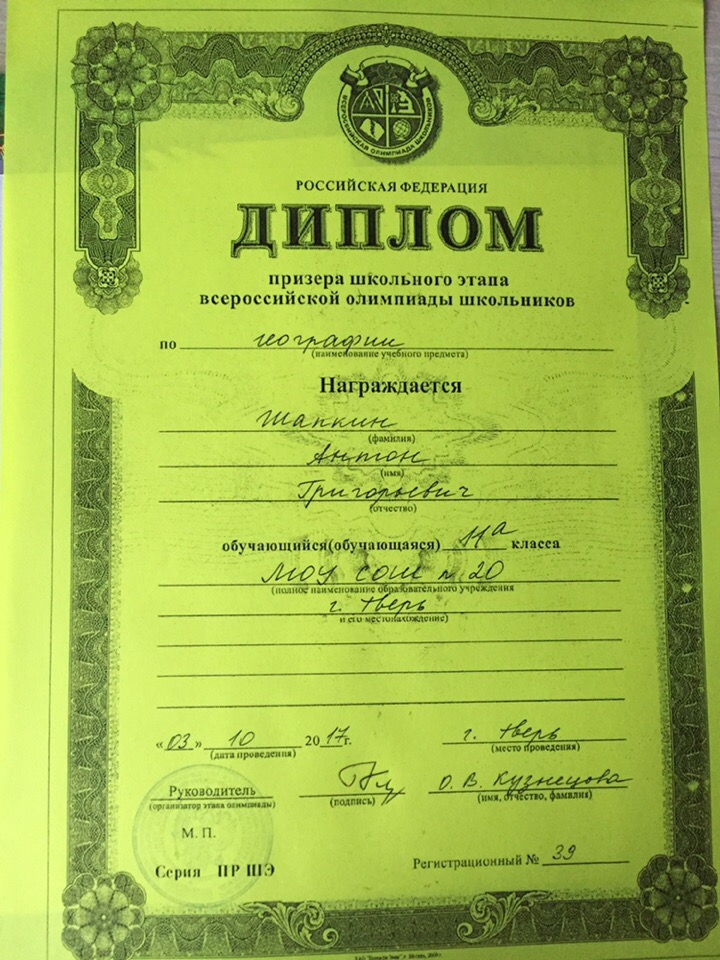 ВСЕРОССИЙСКАЯ ОЛИМПИАДА ШКОЛЬНИКОВ
РОССИЙСКАЯ ФЕДЕРАЦИЯ
ДИПЛОМ
призера школьного этапа
всероссийской олимпиады школьников
по географии
(наименование учебного предмета)
Награждается
Шапкин
(фамилия)
Антон
(имя)
Григорьевич
(отчество)
обучающийся(обучающаяся) 11а класса
МОУ СОШ № 20
(полное наименование образовательного учреждения
г. Тверь
и его местонахождение)
«03» 10 2017г. г. Тверь
(дата проведения) (место проведения)
Руководитель О. В. Кузнецова
(организатор этапа олимпиады) (подпись) (имя, отчество, фамилия)
М. П.
Серия ПР ШЭ Регистрационный № 39